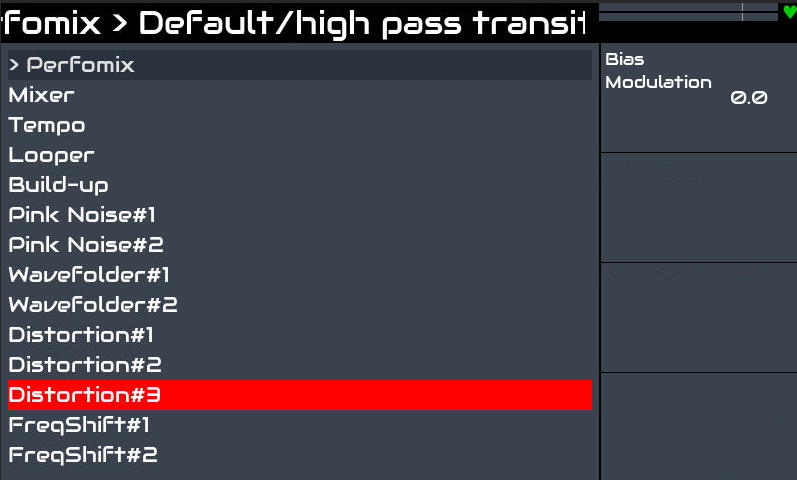 fomix > Default/high pass transit
> Perfomix
Mixer
Tempo
Looper
Build-up
Pink Noise#1
Pink Noise#2
Wavefolder#1
Wavefolder#2
Distortion#1
Distortion#2
Distortion#3
FreqShift#1
FreqShift#2
Bias
Modulation
0.0